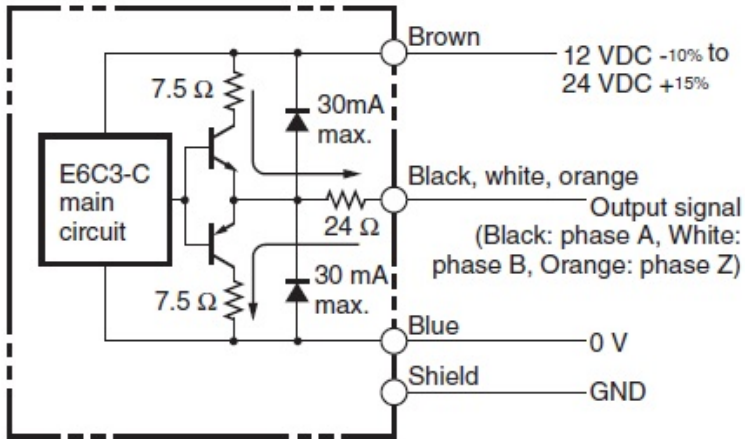 Brown
12 VDC -10% to
24 VDC +15%
7.5 Ω
30mA
max.
E6C3-C
main
circuit
Black, white, orange
24 Ω
Output signal
(Black: phase A, White:
phase B, Orange: phase Z)
30 mA
max.
7.5 Ω
Blue
0 V
Shield
GND